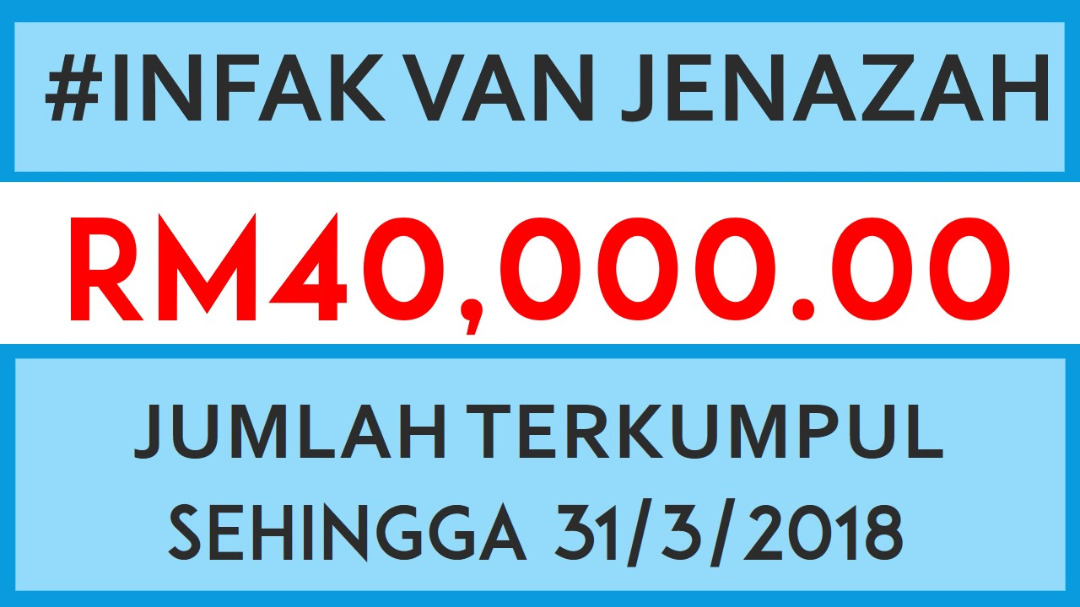 #INFAK VAN JENAZAH
RM40,000.00
JUMLAH TERKUMPUL
SEHINGGA 31/3/2018